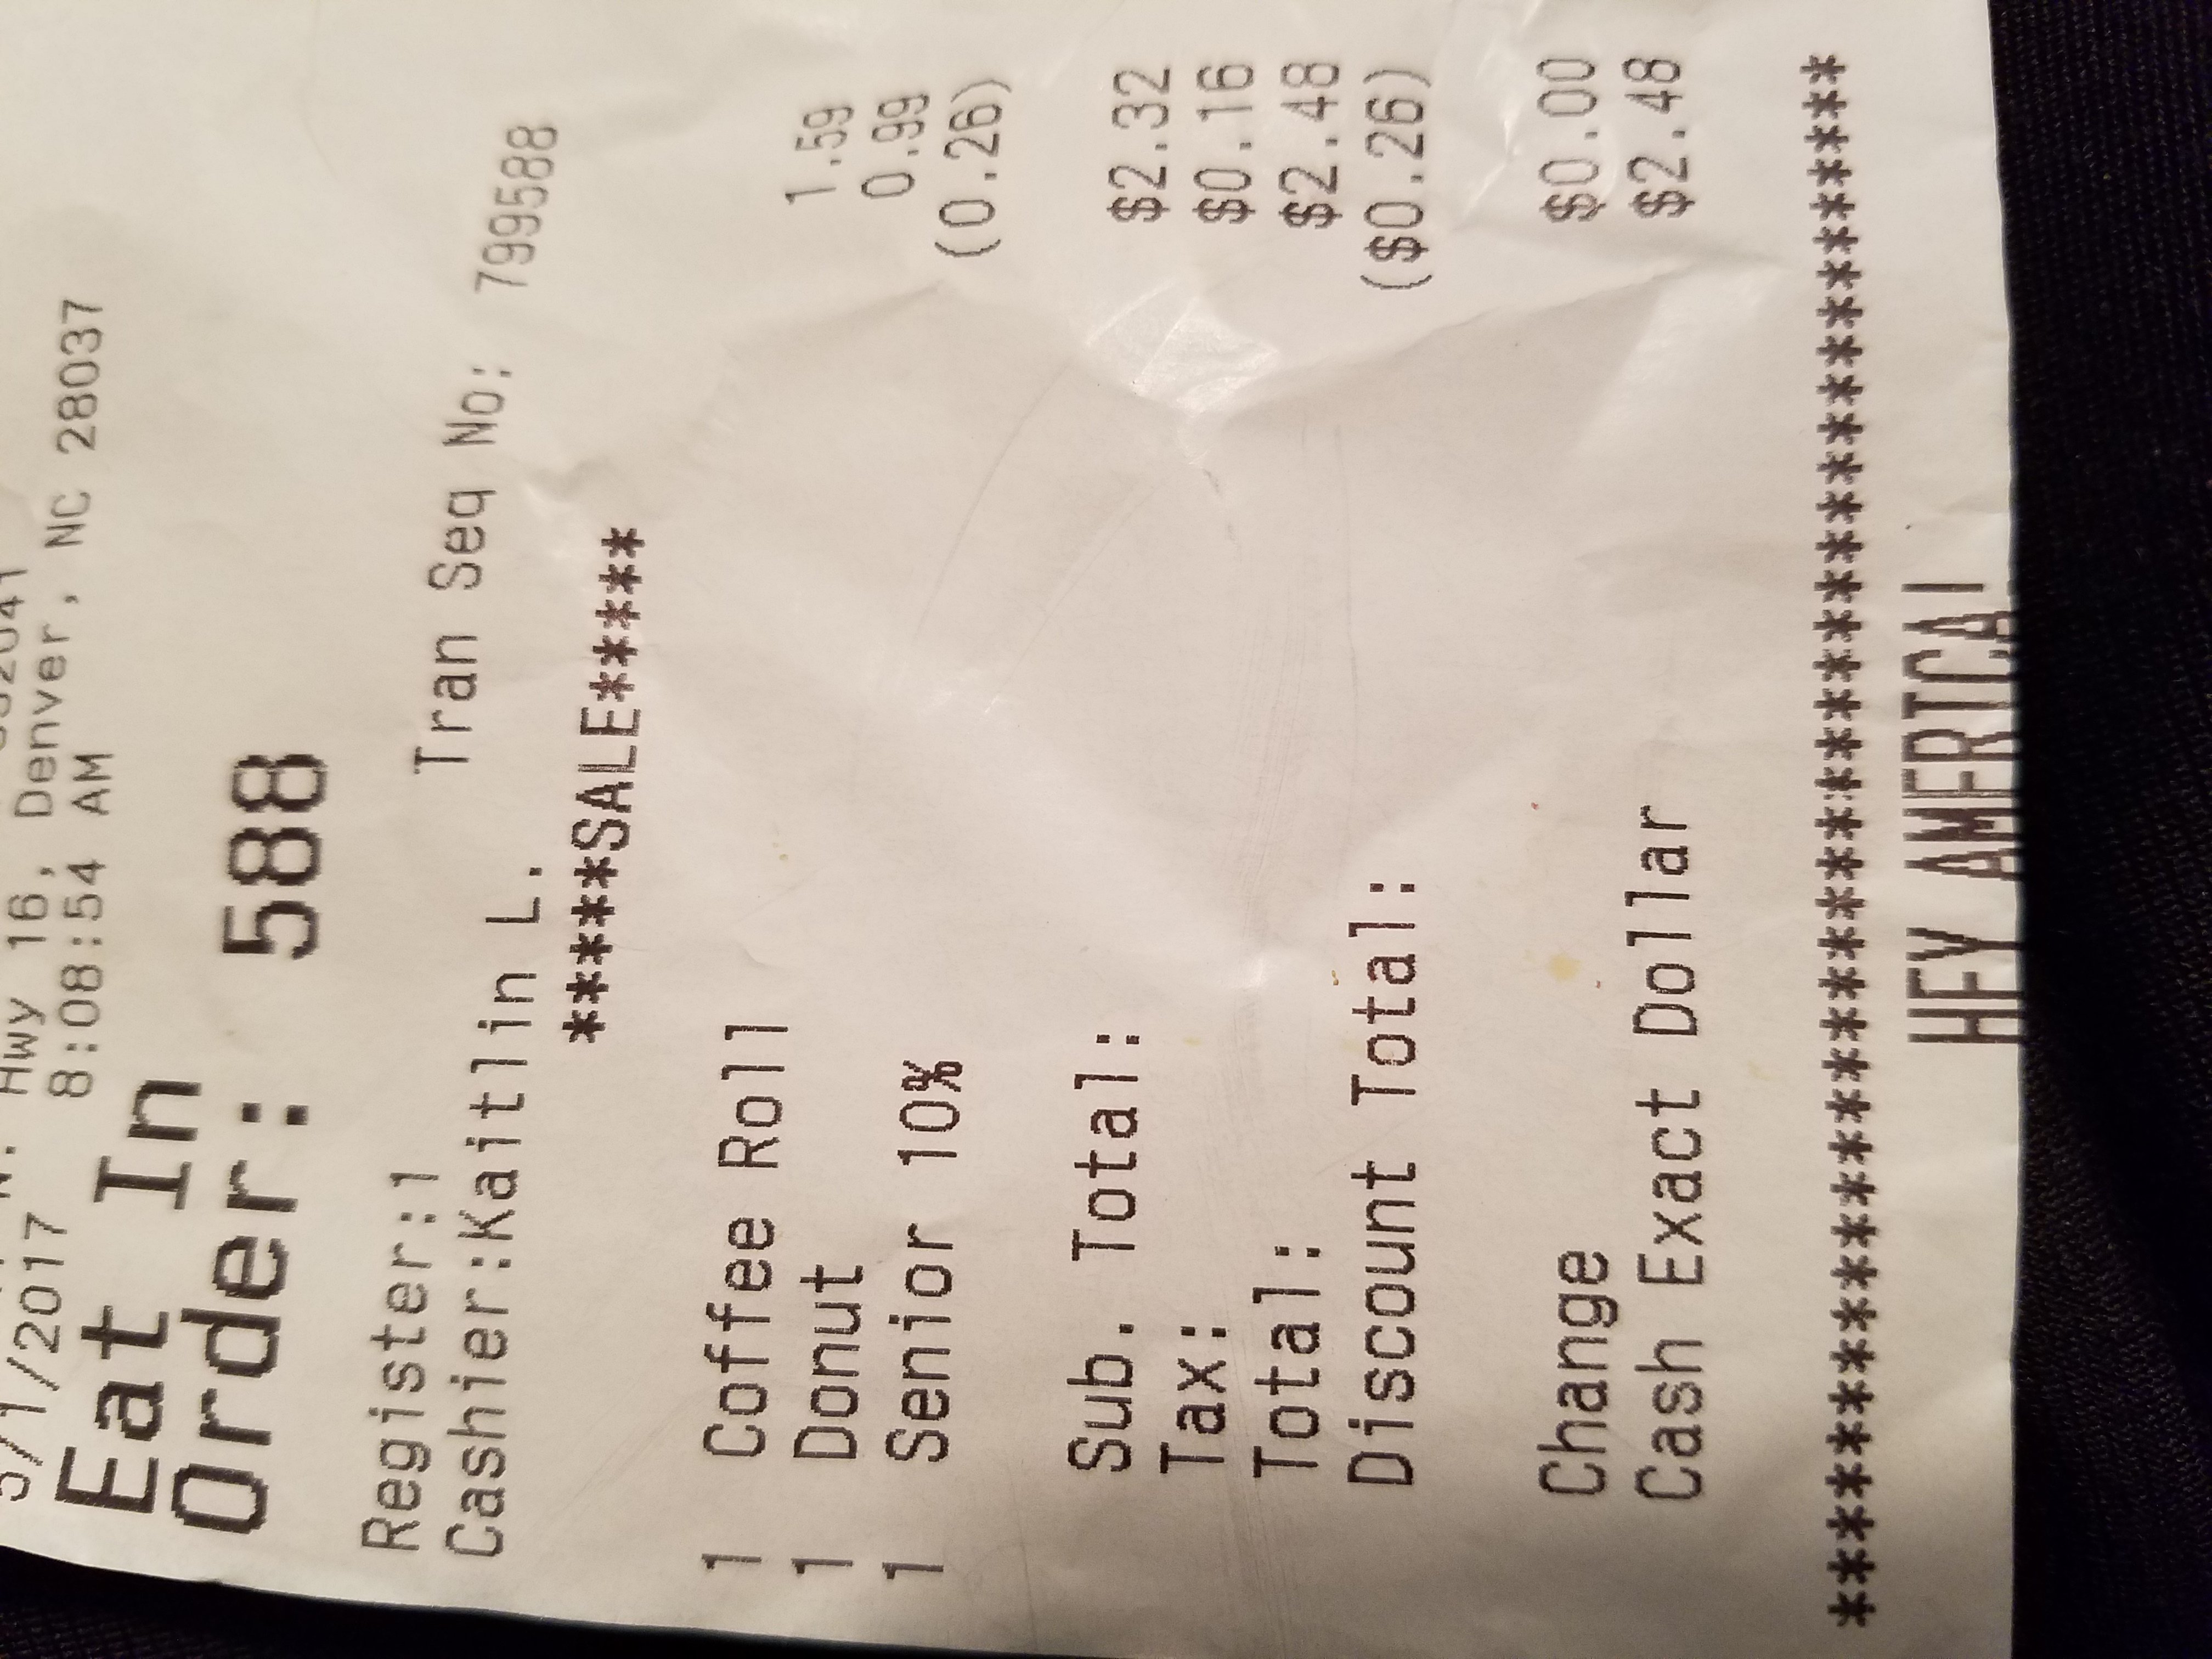 Hwy 16, Denver, NC 28037
/1/2017 8:08:54 AM
Eat In
Order: 588
Register:1 Tran Seq No: 799588
Cashier:Kaitlin L.
*****SALE*****
1 Coffee Roll 1.59
1 Donut 0.99
1 Senior 10% (0.26)
Sub. Total: $2.32
Tax: $0.16
Total: $2.48
Discount Total: ($0.26)
Change $0.00
Cash Exact Dollar $2.48
****************************************
HEY AMERICA!